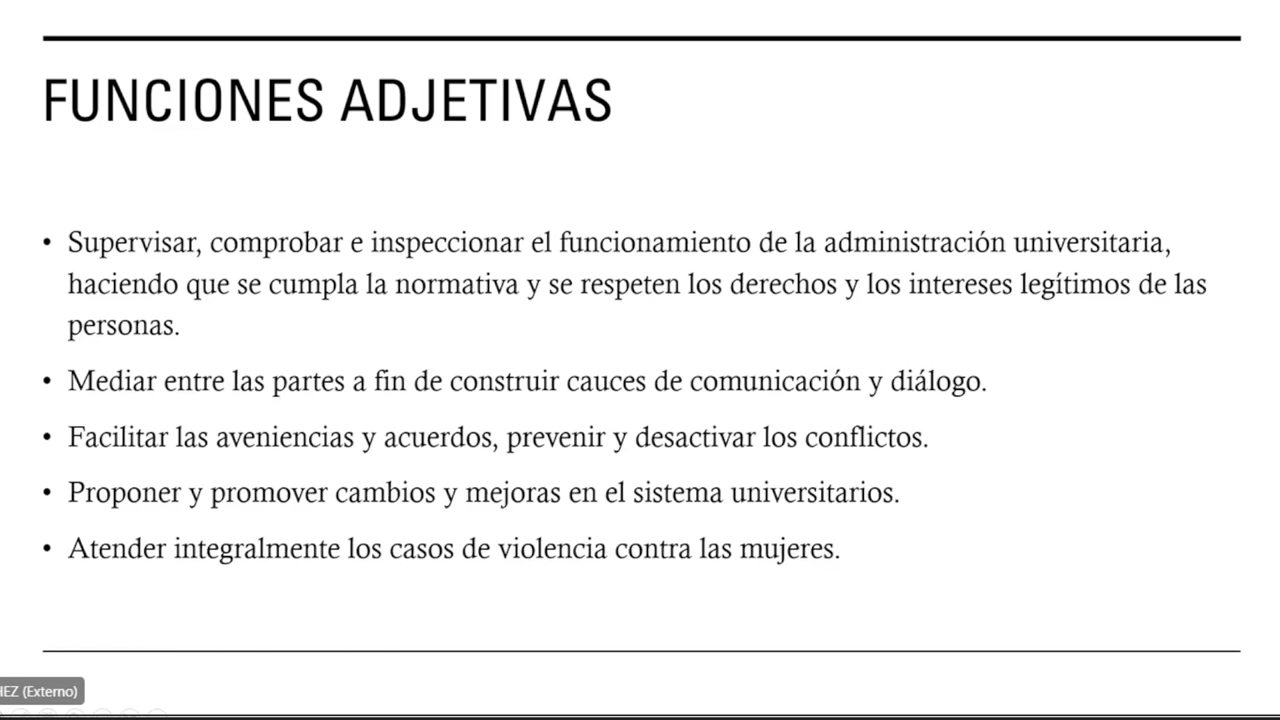 FUNCIONES ADJETIVAS
• Supervisar, comprobar e inspeccionar el funcionamiento de la administración universitaria,
haciendo que se cumpla la normativa y se respeten los derechos y los intereses legítimos de las
personas.
• Mediar entre las partes a fin de construir cauces de comunicación y diálogo.
• Facilitar las aveniencias y acuerdos, prevenir y desactivar los conflictos.
• Proponer y promover cambios y mejoras en el sistema universitarios.
• Atender integralmente los casos de violencia contra las mujeres.
HEZ (Externo)